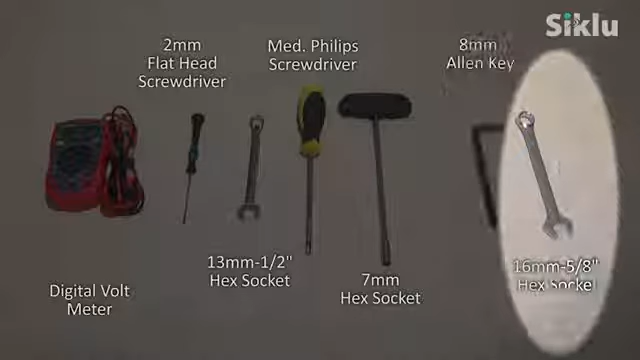 Siklu
2mm
Flat Head
Screwdriver
Med. Philips
Screwdriver
8mm
Allen Key
13mm-1/2"
Hex Socket
16mm-5/8"
Hex Socket
7mm
Hex Socket
Digital Volt
Meter